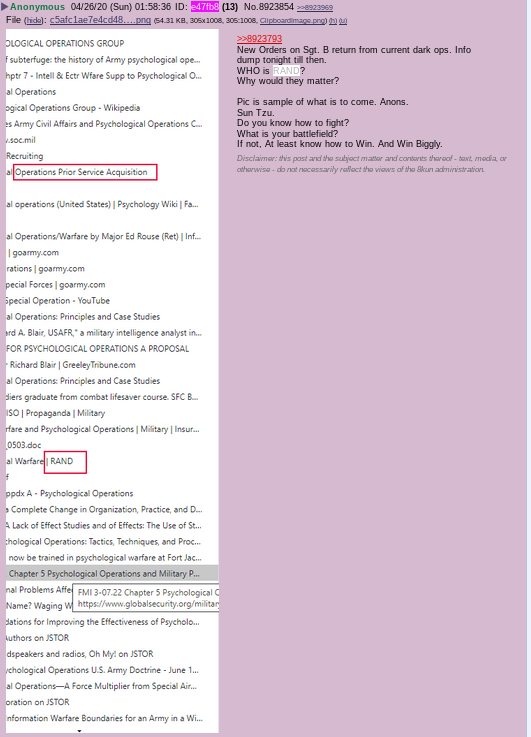 Anonymous 04/26/20 (Sun) 01:58:36 ID: e47fb8 (13) No.8923854 >>8923969
File (hide): c5afc1ae7e4cd48….png (54.31 KB, 305x1008, 305:1008, ClipboardImage.png) (h) (u)
OLOGICAL OPERATIONS GROUP
f subterfuge: the history of Army psychological ope...
hptr 7 - Intell & Ectr Wfare Supp to Psychological O...
al Operations
ogical Operations Group - Wikipedia
es Army Civil Affairs and Psychological Operations C...
v.soc.mil
Recruiting
al Operations Prior Service Acquisition
al operations (United States) | Psychology Wiki | Fa...
al Operations/Warfare by Major Ed Rouse (Ret) | Inf...
| goarmy.com
rations | goarmy.com
pecial Forces | goarmy.com
Special Operation - YouTube
al Operations: Principles and Case Studies
ard A. Blair, USAFR," a military intelligence analyst in...
FOR PSYCHOLOGICAL OPERATIONS A PROPOSAL
r Richard Blair | GreeleyTribune.com
al Operations: Principles and Case Studies
diers graduate from combat lifesaver course. SFC B...
ISO | Propaganda | Military
rfare and Psychological Operations | Military | Insur...
_0503.doc
al Warfare | RAND
f
ppdx A - Psychological Operations
a Complete Change in Organization, Practice, and D...
A Lack of Effect Studies and of Effects: The Use of St...
chological Operations: Tactics, Techniques, and Proc...
now be trained in psychological warfare at Fort Jac...
Chapter 5 Psychological Operations and Military P...
nal Problems Affe
FMI 3-07.22 Chapter 5 Psychological O
Name? Waging W
https://www.globalsecurity.org/military
dations for Improving the Effectiveness of Psycholo...
Authors on JSTOR
dspeakers and radios, Oh My! on JSTOR
ychological Operations U.S. Army Doctrine - June 1...
al Operations—A Force Multiplier from Special Air...
oration on JSTOR
nformation Warfare Boundaries for an Army in a Wi...
>>8923793
New Orders on Sgt. B return from current dark ops. Info
dump tonight till then.
WHO is RAND?
Why would they matter?
Pic is sample of what is to come. Anons.
Sun Tzu.
Do you know how to fight?
What is your battlefield?
If not, At least know how to Win. And Win Biggly.
Disclaimer: this post and the subject matter and contents thereof - text, media, or
otherwise - do not necessarily reflect the views of the 8kun administration.